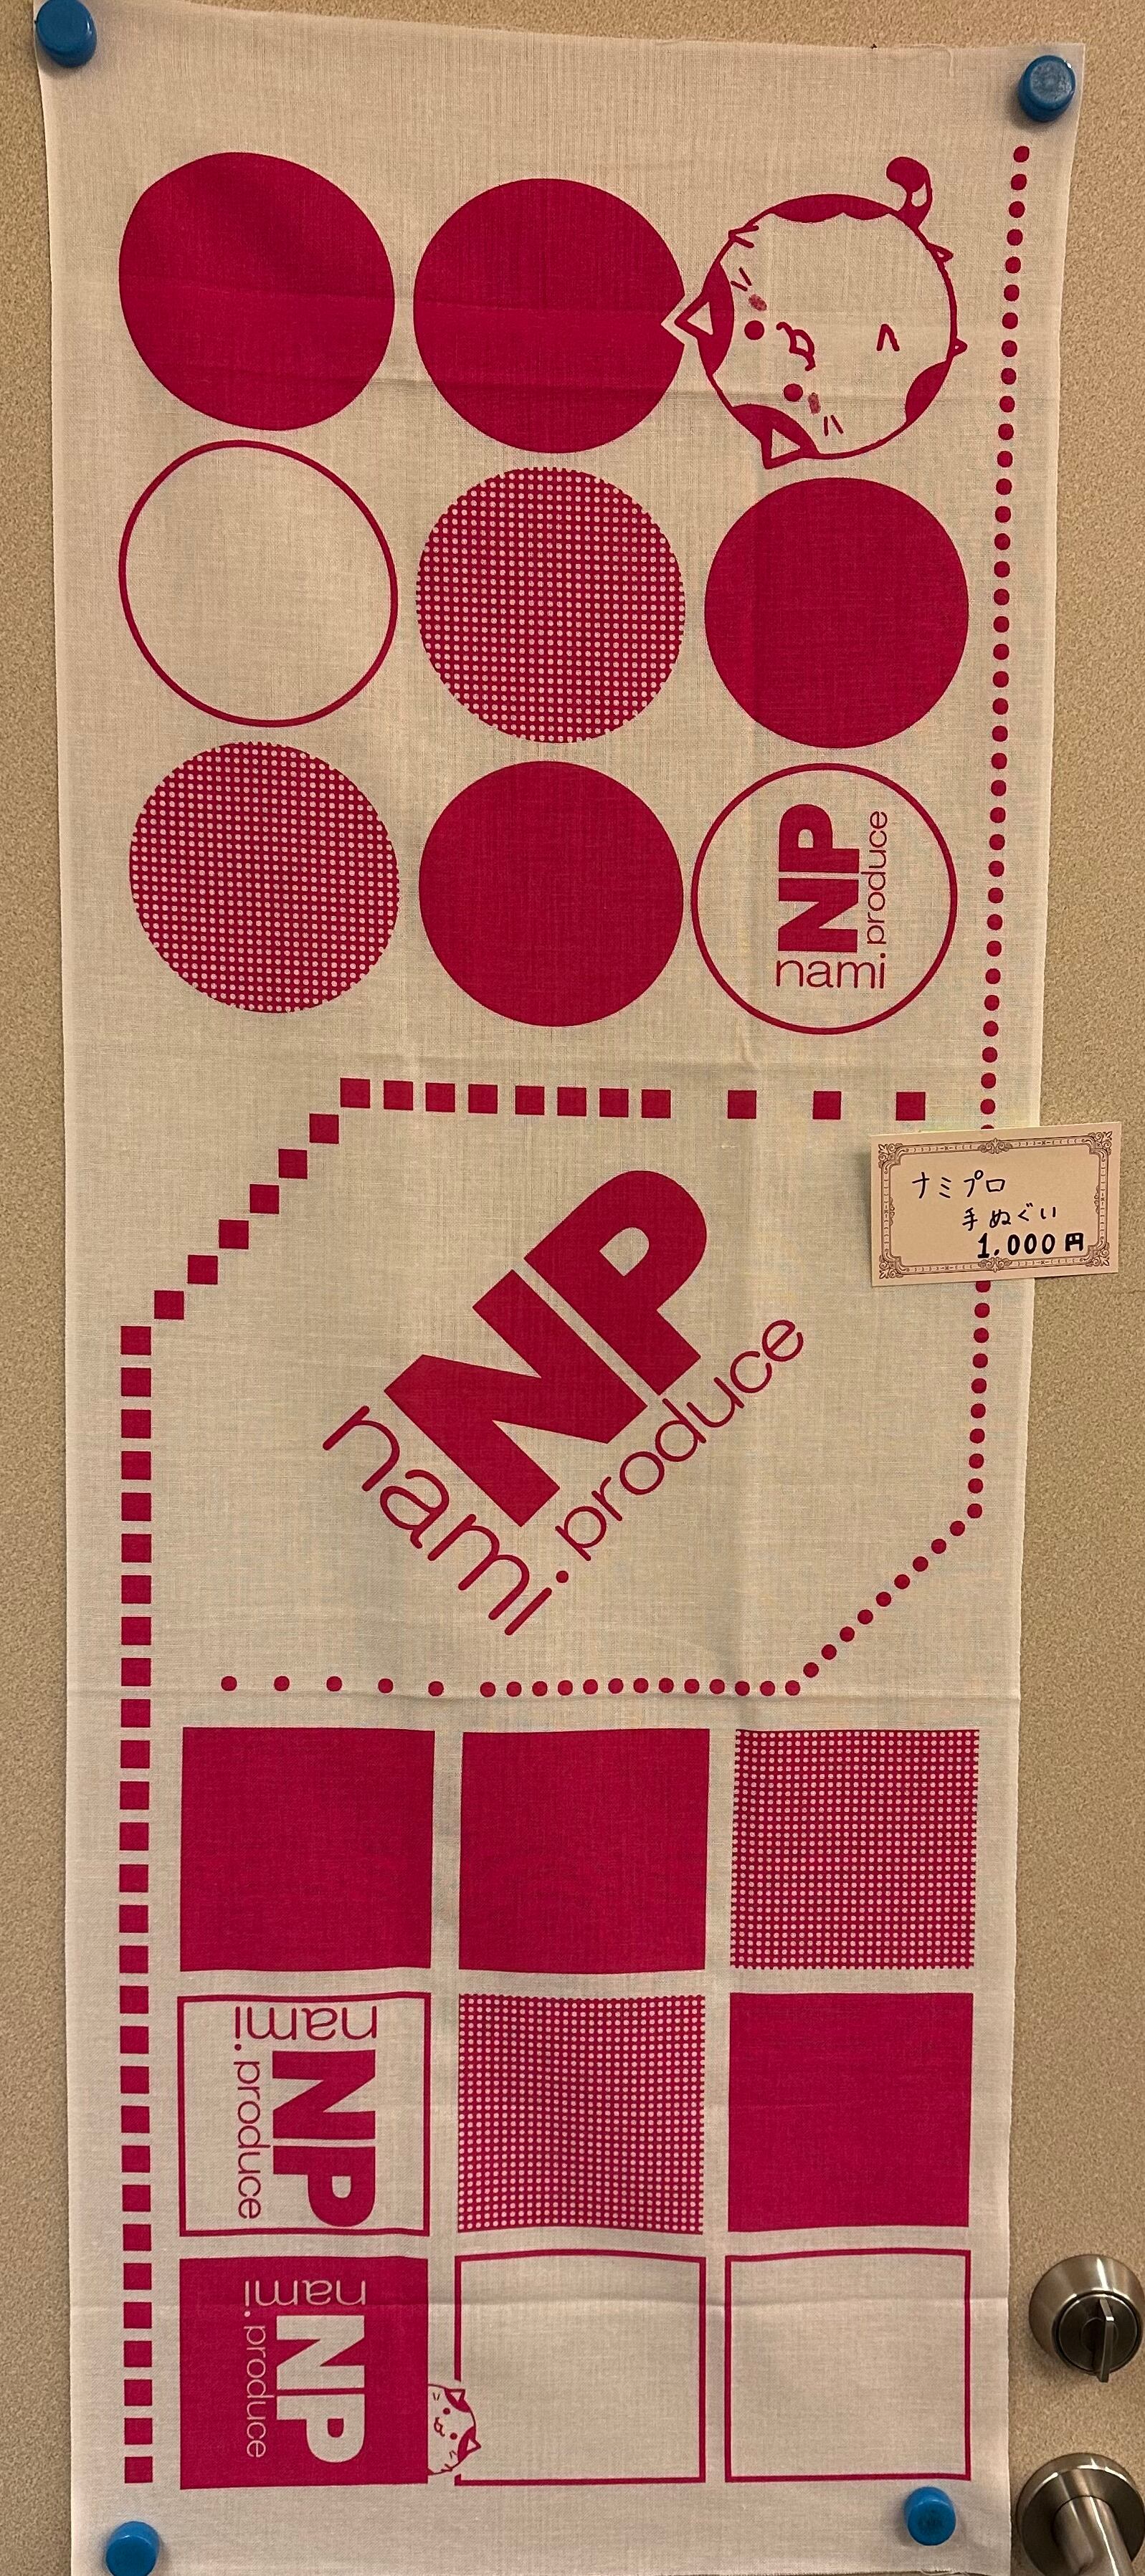 NP
nami.produce
ナミプロ
手ぬぐい
1,000円
NP
nami.produce
nami.produce
NP
nami.produce
NP